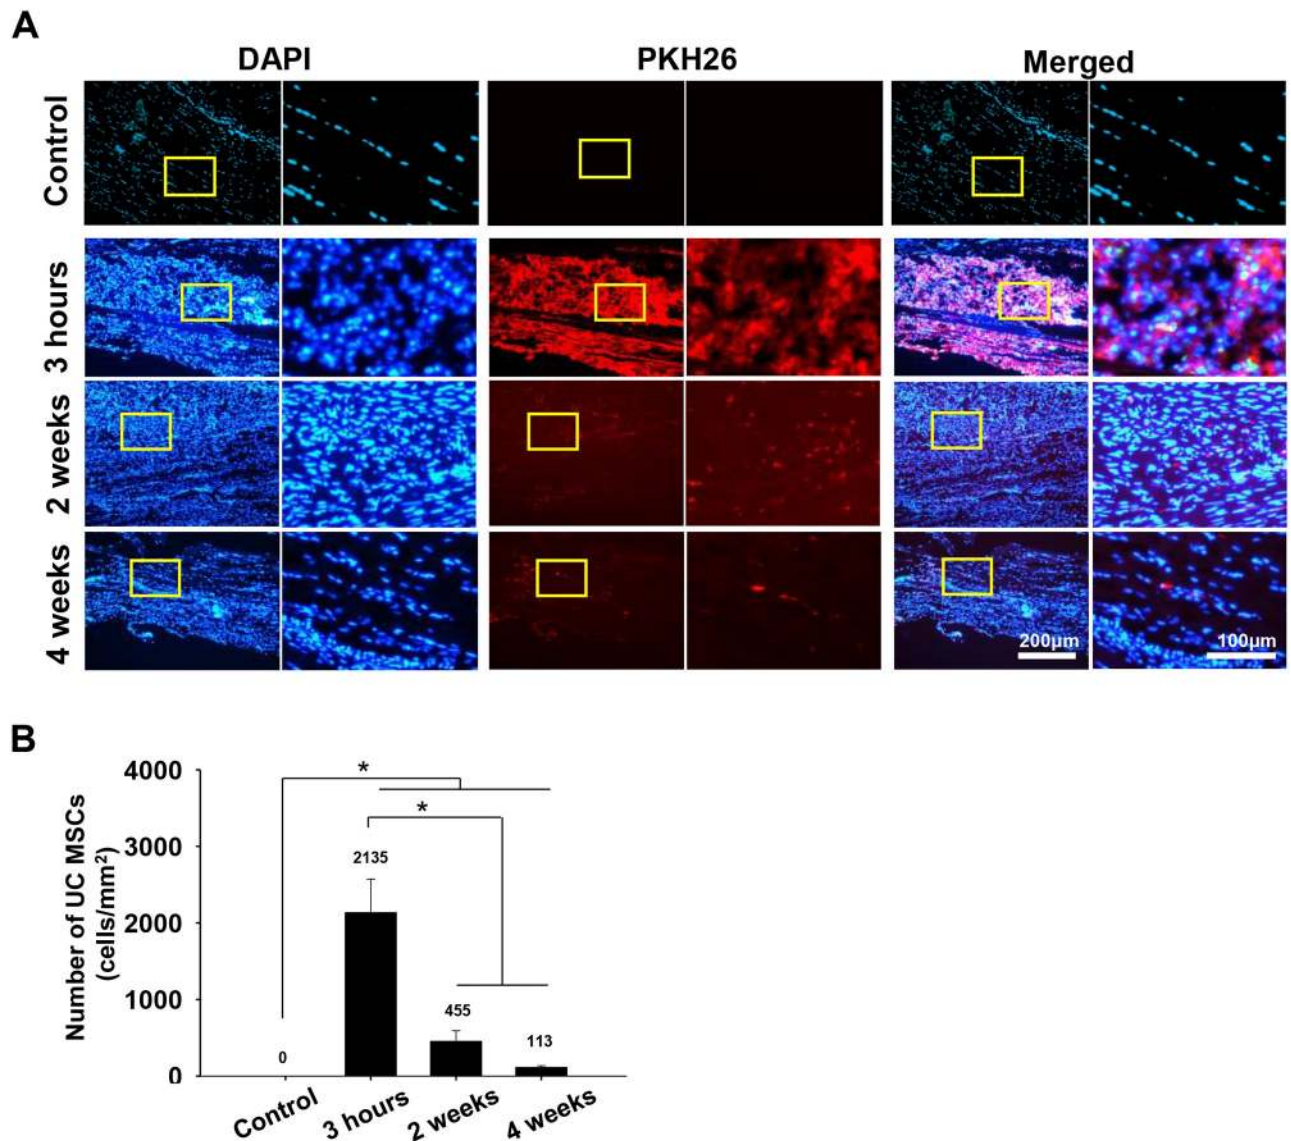 A
DAPI
PKH26
Merged
Control
3 hours
2 weeks
4 weeks
200μm
100μm
B
Number of UC MSCs
(cells/mm²)
4000
3000
2000
1000
0
*
*
2135
455
113
0
Control
3 hours
2 weeks
4 weeks